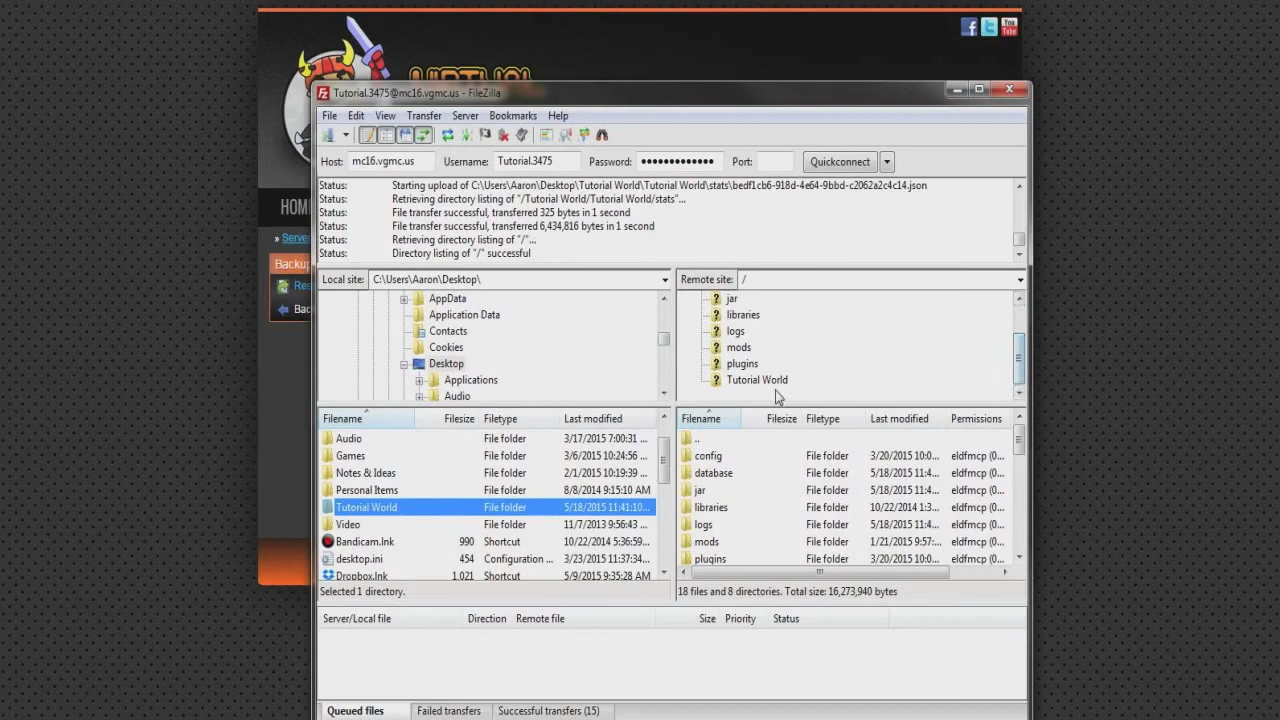 You
Tube
VIRTUAL
Tutorial.3475@mc16.vgmc.us - FileZilla
File Edit View Transfer Server Bookmarks Help
Host: mc16.vgmc.us Username: Tutorial.3475 Password: ●●●●●●●●●●●●● Port: Quickconnect
Status: Starting upload of C:\Users\Aaron\Desktop\Tutorial World\Tutorial World\stats\bedf1cb6-918d-4e64-9bbd-c2062a2c4c14.json
Status: Retrieving directory listing of "/Tutorial World/Tutorial World/stats"...
Status: File transfer successful, transferred 325 bytes in 1 second
Status: File transfer successful, transferred 6,434,816 bytes in 1 second
Status: Retrieving directory listing of "/"...
Status: Directory listing of "/" successful
HOM
» Serve
Backup
Res
Bac
Local site: C:\Users\Aaron\Desktop\
AppData
Application Data
Contacts
Cookies
Desktop
Applications
Audio
Remote site: /
jar
libraries
logs
mods
plugins
Tutorial World
Filename Filesize Filetype Last modified
Audio File folder 3/17/2015 7:00:31 ...
Games File folder 3/6/2015 10:24:56 ...
Notes & Ideas File folder 2/1/2015 10:19:39 ...
Personal Items File folder 8/8/2014 9:15:10 AM
Tutorial World File folder 5/18/2015 11:41:10...
Video File folder 11/7/2013 9:56:43 ...
Bandicam.lnk 990 Shortcut 10/22/2014 5:36:59...
desktop.ini 454 Configuration ... 3/23/2015 11:37:34...
Dropbox.lnk 1,021 Shortcut 5/9/2015 9:35:28 AM
Selected 1 directory.
Filename Filesize Filetype Last modified Permissions
..
config File folder 3/20/2015 10:0... eldfmcp (0...
database File folder 5/18/2015 11:4... eldfmcp (0...
jar File folder 5/18/2015 11:4... eldfmcp (0...
libraries File folder 10/22/2014 1:3... eldfmcp (0...
logs File folder 5/18/2015 11:4... eldfmcp (0...
mods File folder 1/21/2015 9:57:... eldfmcp (0...
plugins File folder 3/20/2015 10:0... eldfmcp (0...
18 files and 8 directories. Total size: 16,273,940 bytes
Server/Local file Direction Remote file Size Priority Status
Queued files Failed transfers Successful transfers (15)